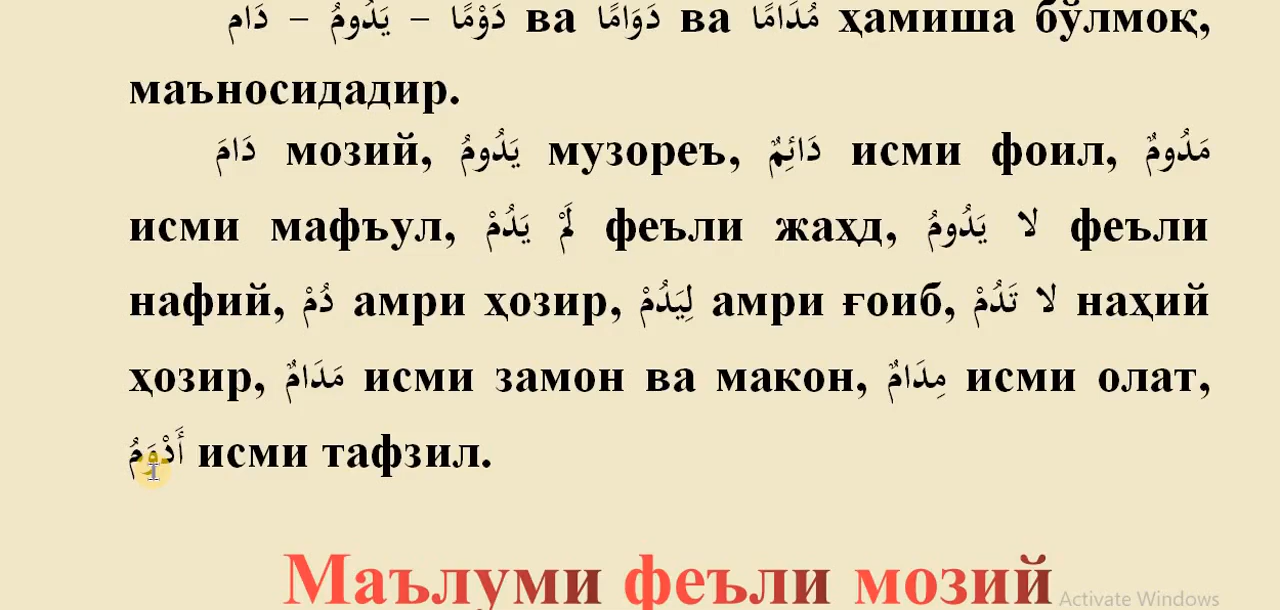 دَام – يَدُومُ – دَوْمًا ва دَوَامًا ва مُدَامًا ҳамиша бўлмоқ,
маъносидадир.
دَامَ мозий, يَدُومُ музореъ, دَائِمٌ исми фоил, مَدُومٌ
исми мафъул, لَمْ يَدُمْ феъли жаҳд, لا يَدُومُ феъли
нафий, دُمْ амри ҳозир, لِيَدُمْ амри ғоиб, لا تَدُمْ наҳий
ҳозир, مَدَامٌ исми замон ва макон, مِدَامٌ исми олат,
أَدْوَمُ исми тафзил.
Маълуми феъли мозий
Activate Windows